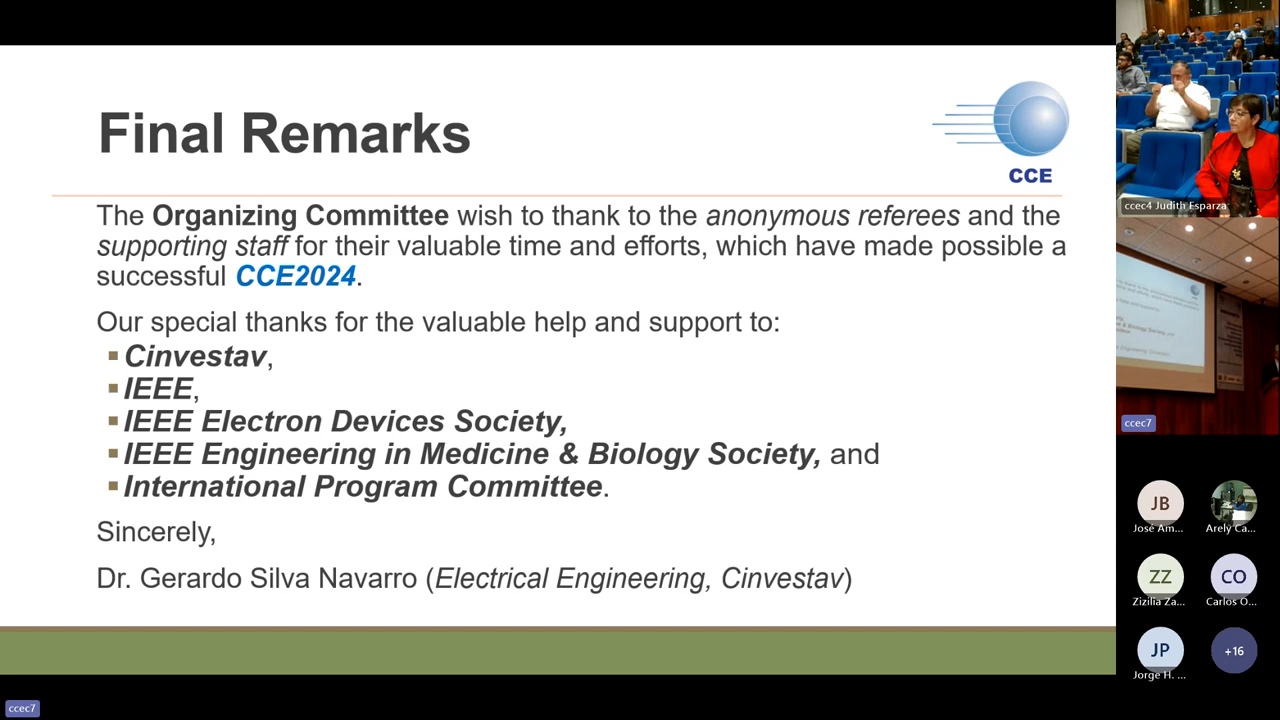 Final Remarks
CCE
The Organizing Committee wish to thank to the anonymous referees and the
supporting staff for their valuable time and efforts, which have made possible a
successful CCE2024.
Our special thanks for the valuable help and support to:
▪Cinvestav,
▪IEEE,
▪IEEE Electron Devices Society,
▪IEEE Engineering in Medicine & Biology Society, and
▪International Program Committee.
Sincerely,
Dr. Gerardo Silva Navarro (Electrical Engineering, Cinvestav)
ccec7
ccec4 Judith Esparza
ccec7
JB
José Am...
Arely Ca...
ZZ
Zizilia Za...
CO
Carlos O...
JP
Jorge H. ...
+16